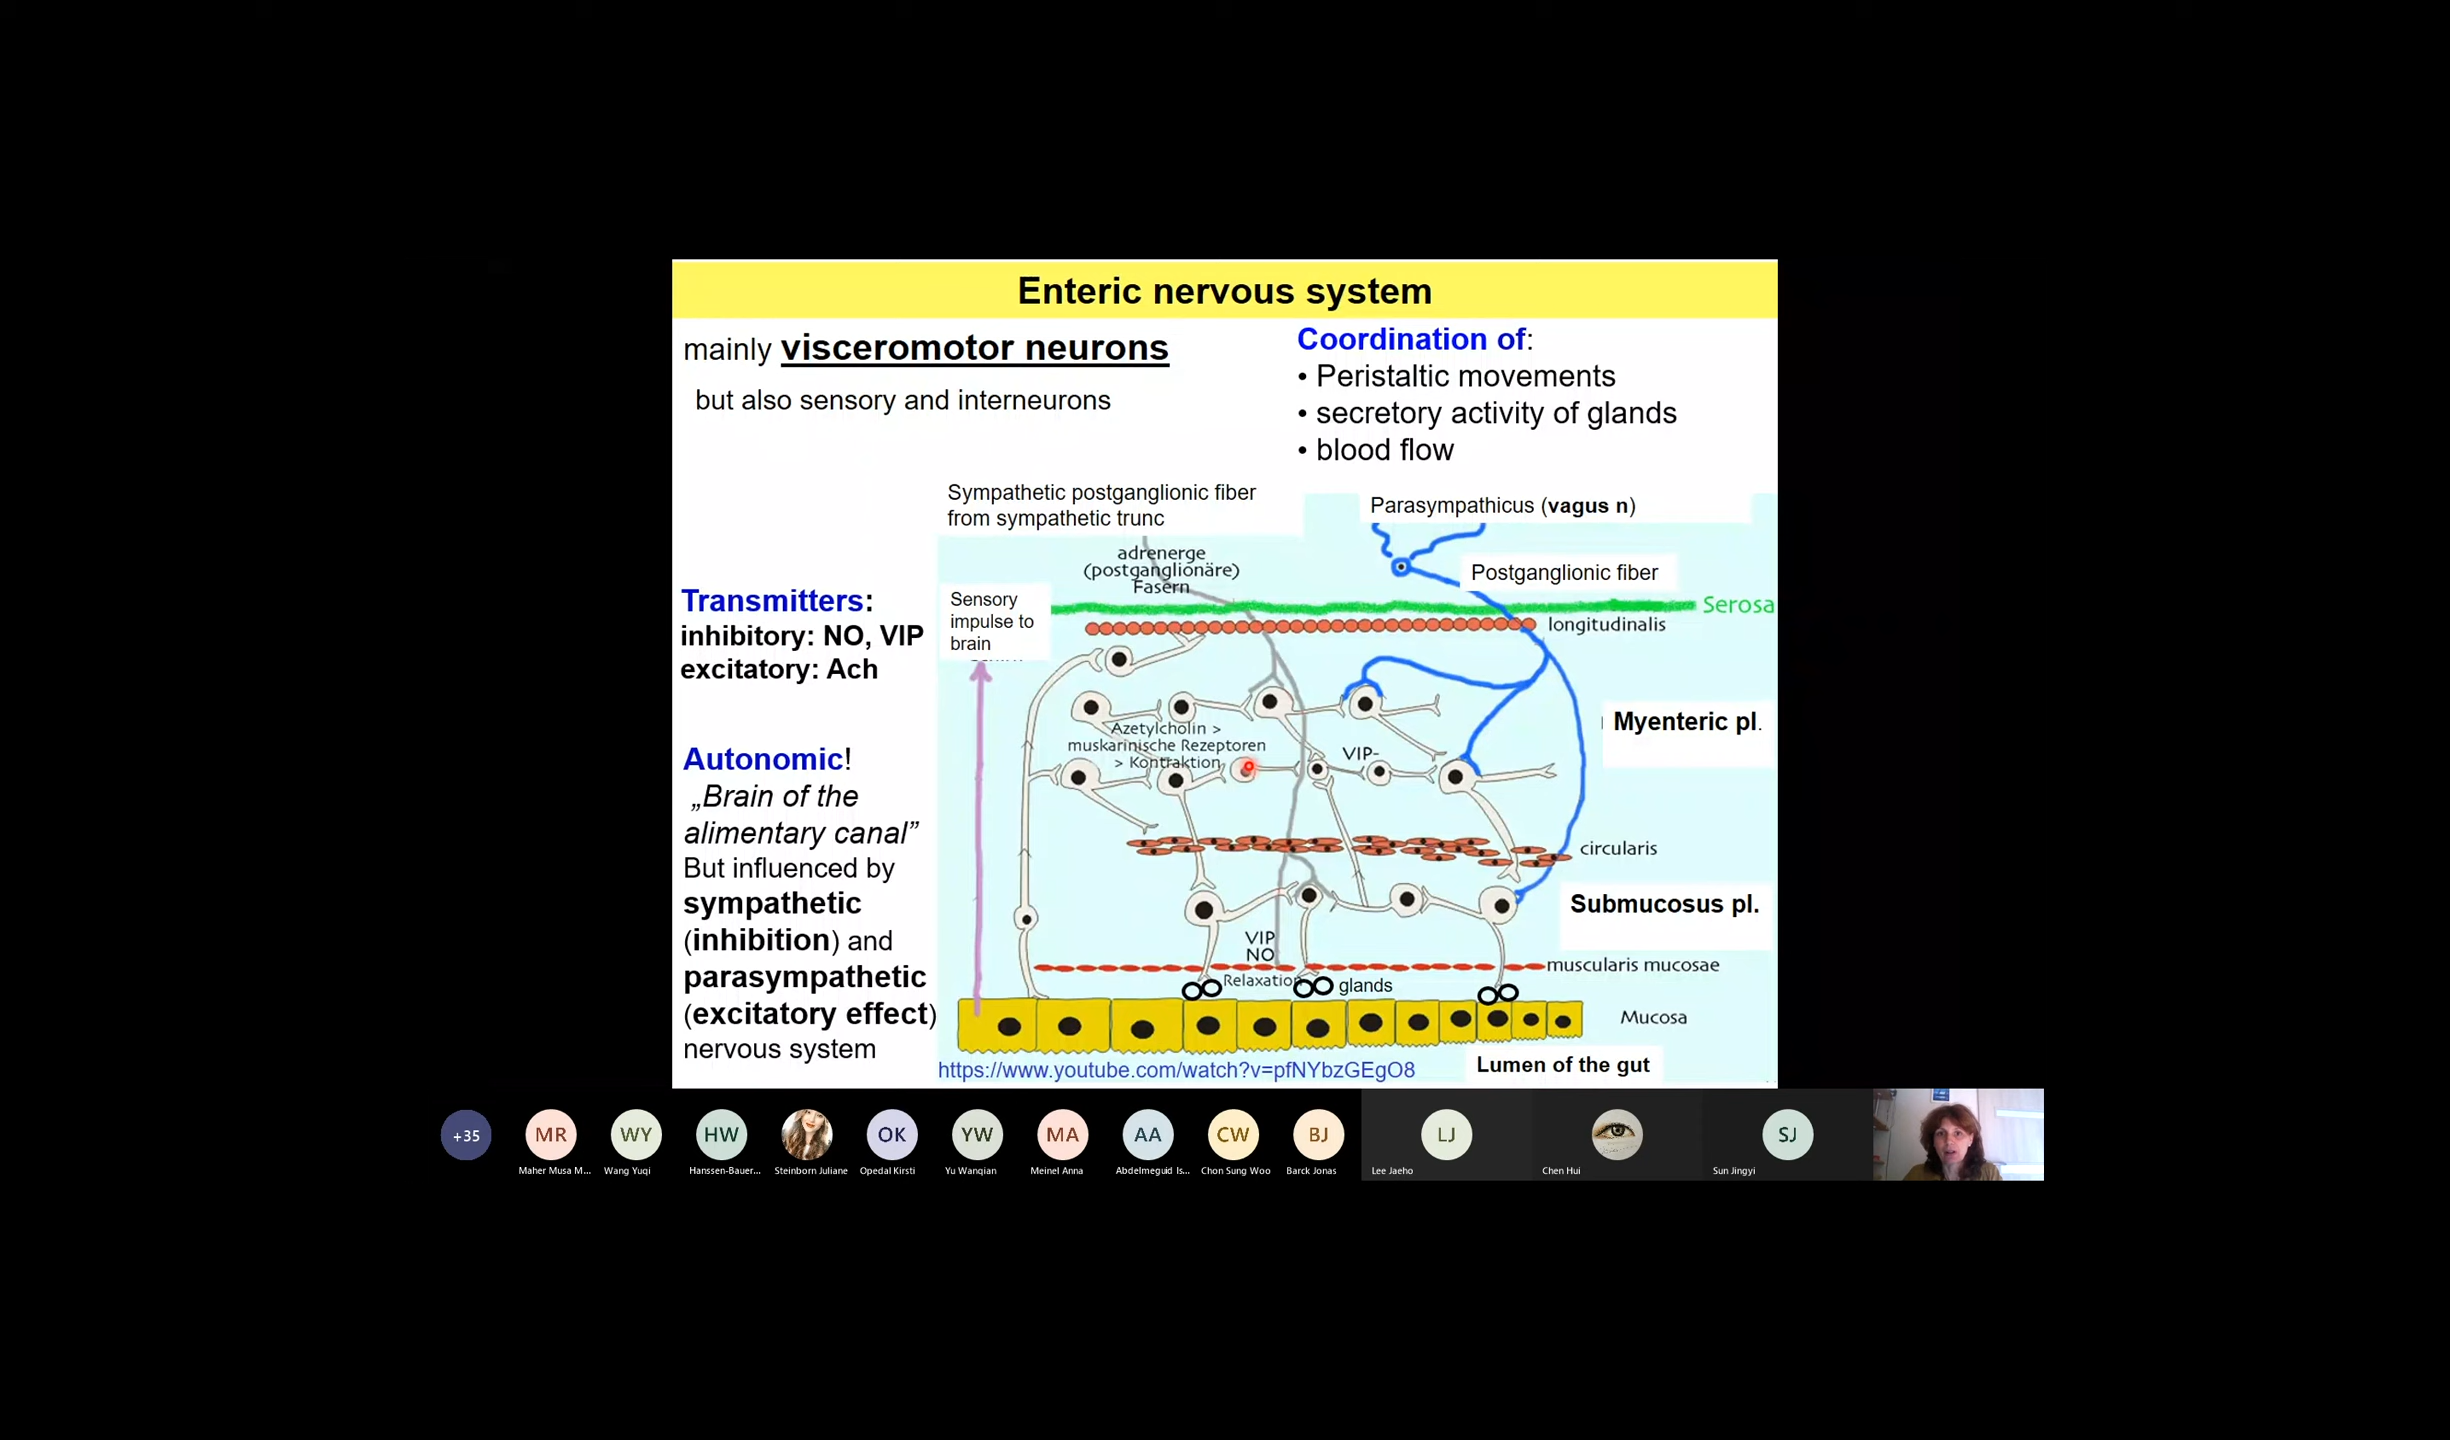 Enteric nervous system
mainly visceromotor neurons
but also sensory and interneurons
Coordination of:
• Peristaltic movements
• secretory activity of glands
• blood flow
Sympathetic postganglionic fiber
from sympathetic trunc
Parasympathicus (vagus n)
adrenerge
(postganglionäre)
Fasern
Postganglionic fiber
Transmitters:
inhibitory: NO, VIP
excitatory: Ach
Sensory
impulse to
brain
Serosa
longitudinalis
Myenteric pl.
Azetylcholin >
muskarinische Rezeptoren
> Kontraktion
VIP-
Autonomic!
„Brain of the
alimentary canal”
But influenced by
sympathetic
(inhibition) and
parasympathetic
(excitatory effect)
nervous system
circularis
Submucosus pl.
VIP
NO
Relaxation
glands
muscularis mucosae
Mucosa
https://www.youtube.com/watch?v=pfNYbzGEgO8
Lumen of the gut
+35
MR
WY
HW
OK
YW
MA
AA
CW
BJ
LJ
SJ
Maher Musa M...
Wang Yuqi
Hanssen-Bauer...
Steinborn Juliane
Opedal Kirsti
Yu Wanqian
Meinel Anna
Abdelmeguid Is...
Chon Sung Woo
Barck Jonas
Lee Jaeho
Chen Hui
Sun Jingyi